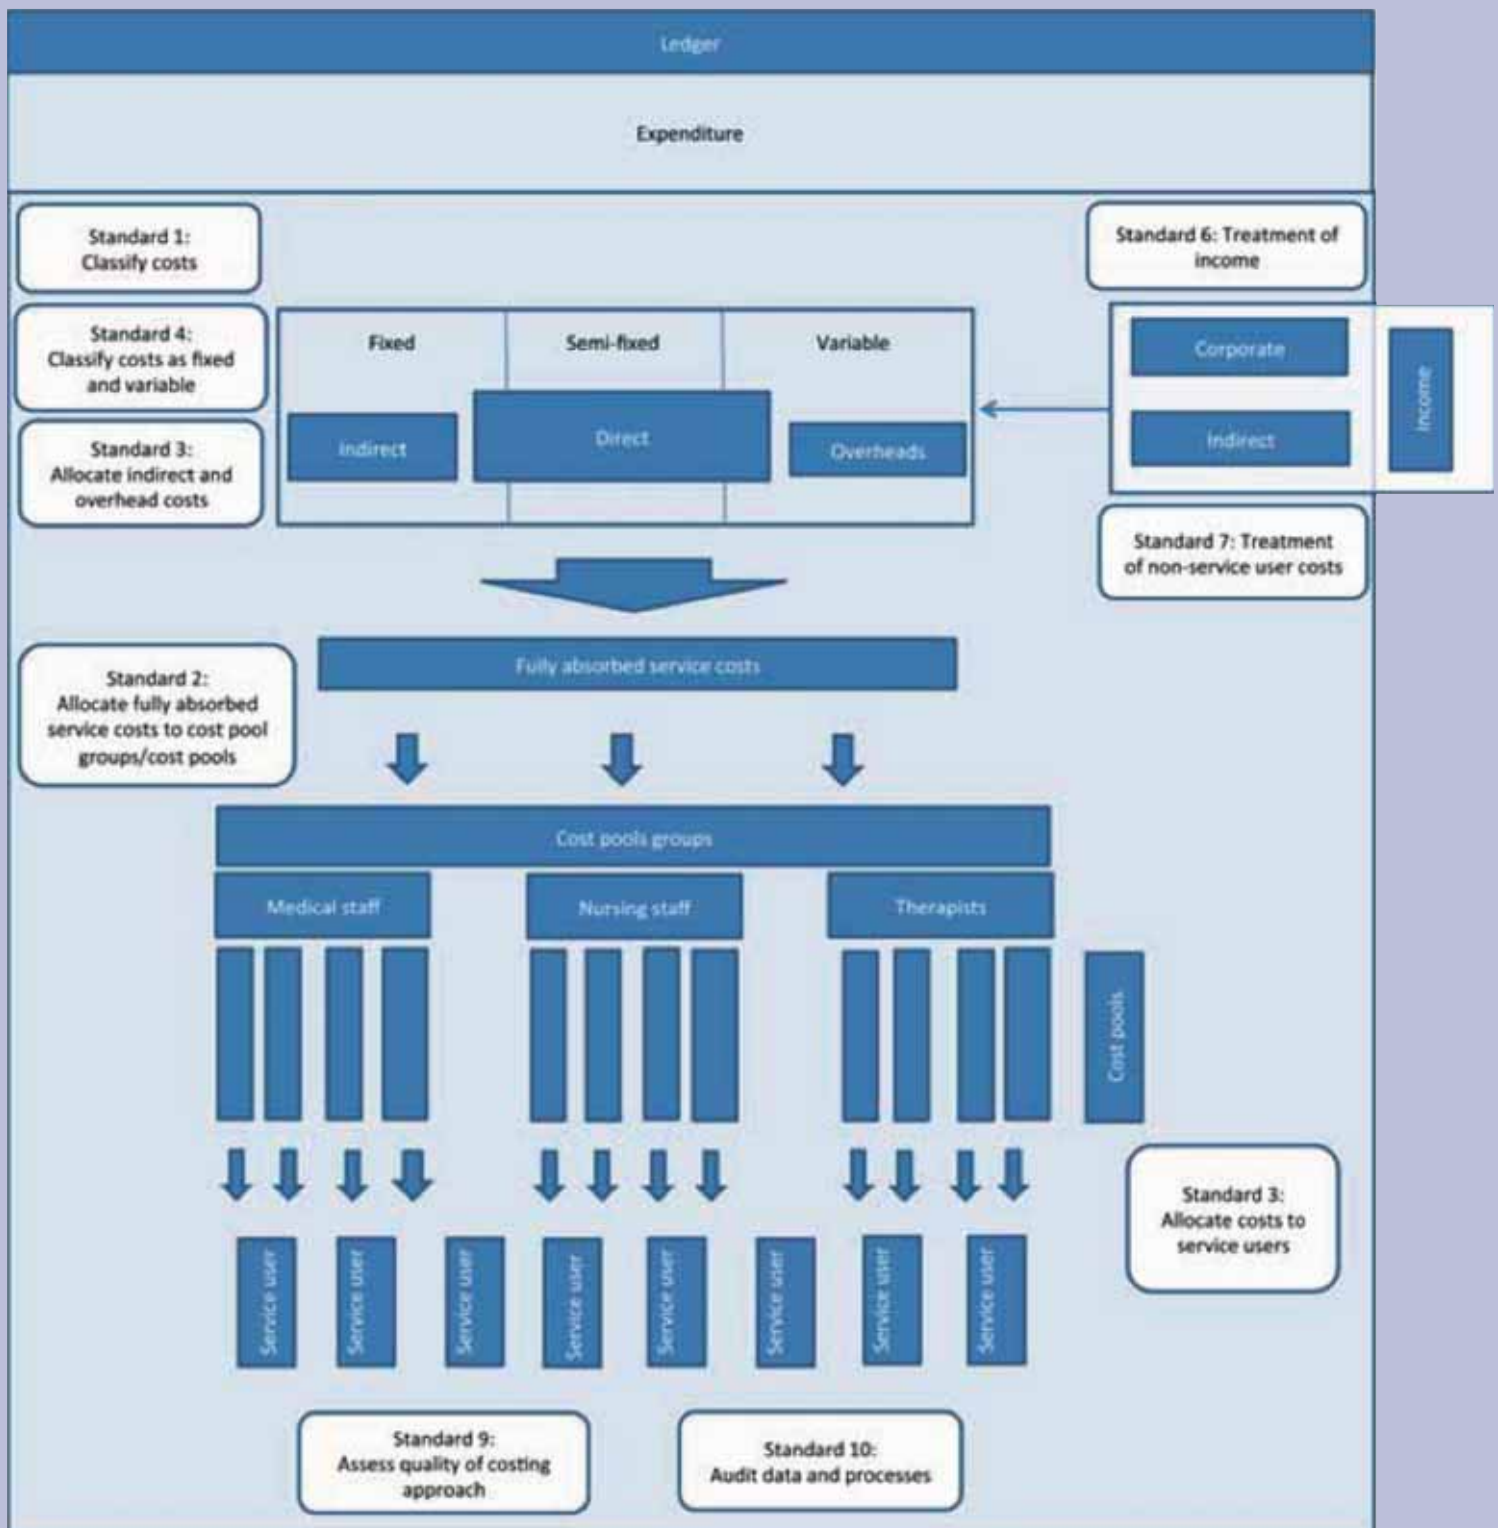 Ledger
Expenditure
Standard 1:
Classify costs
Standard 6: Treatment of
income
Standard 4:
Classify costs as fixed
and variable
Fixed
Semi-fixed
Variable
Corporate
Income
Standard 3:
Allocate indirect and
overhead costs
Indirect
Direct
Overheads
Indirect
Standard 7: Treatment
of non-service user costs
Fully absorbed service costs
Standard 2:
Allocate fully absorbed
service costs to cost pool
groups/cost pools
Cost pools groups
Medical staff
Nursing staff
Therapists
Cost pools
Standard 3:
Allocate costs to
service users
Service user
Service user
Service user
Service user
Service user
Service user
Service user
Service user
Standard 9:
Assess quality of costing
approach
Standard 10:
Audit data and processes